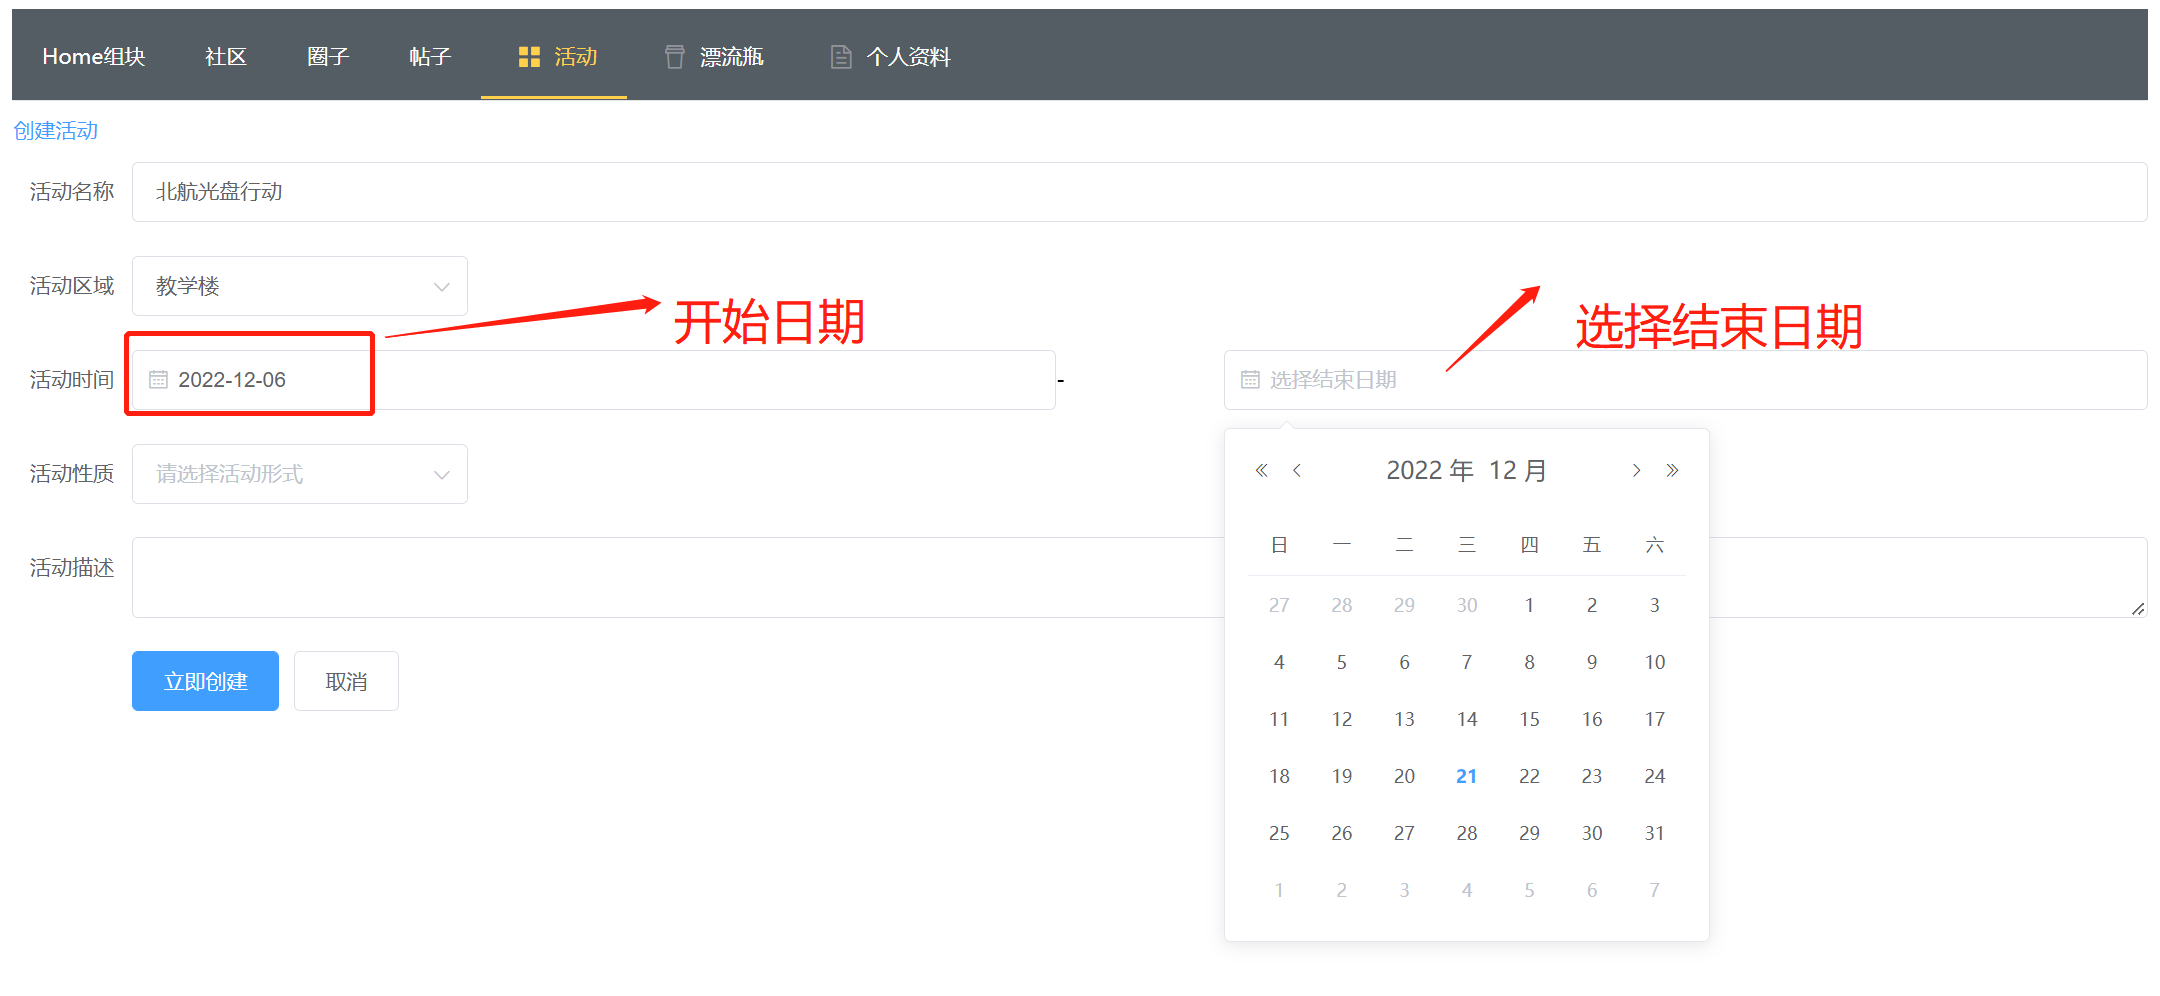 Home组块 社区 圈子 帖子 活动 漂流瓶 个人资料
创建活动
活动名称 北航光盘行动
活动区域 教学楼
开始日期 选择结束日期
活动时间 2022-12-06 - 选择结束日期
活动性质 请选择活动形式
2022 年 12 月
日 一 二 三 四 五 六
活动描述
27 28 29 30 1 2 3
4 5 6 7 8 9 10
立即创建 取消
11 12 13 14 15 16 17
18 19 20 21 22 23 24
25 26 27 28 29 30 31
1 2 3 4 5 6 7